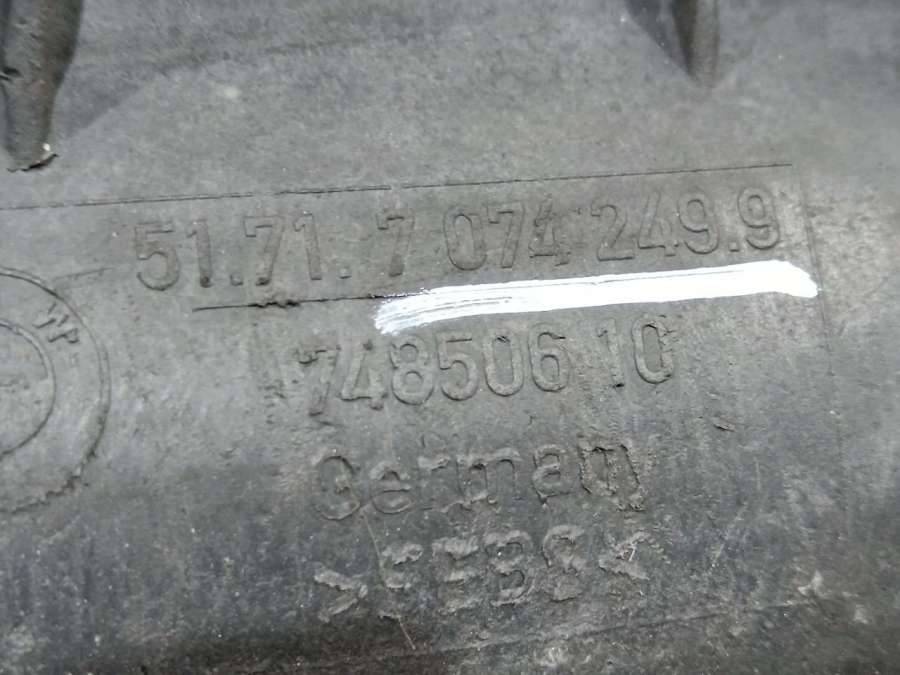 51.71.7 074 249.9
W
748506 10
Germany
>SEBS<